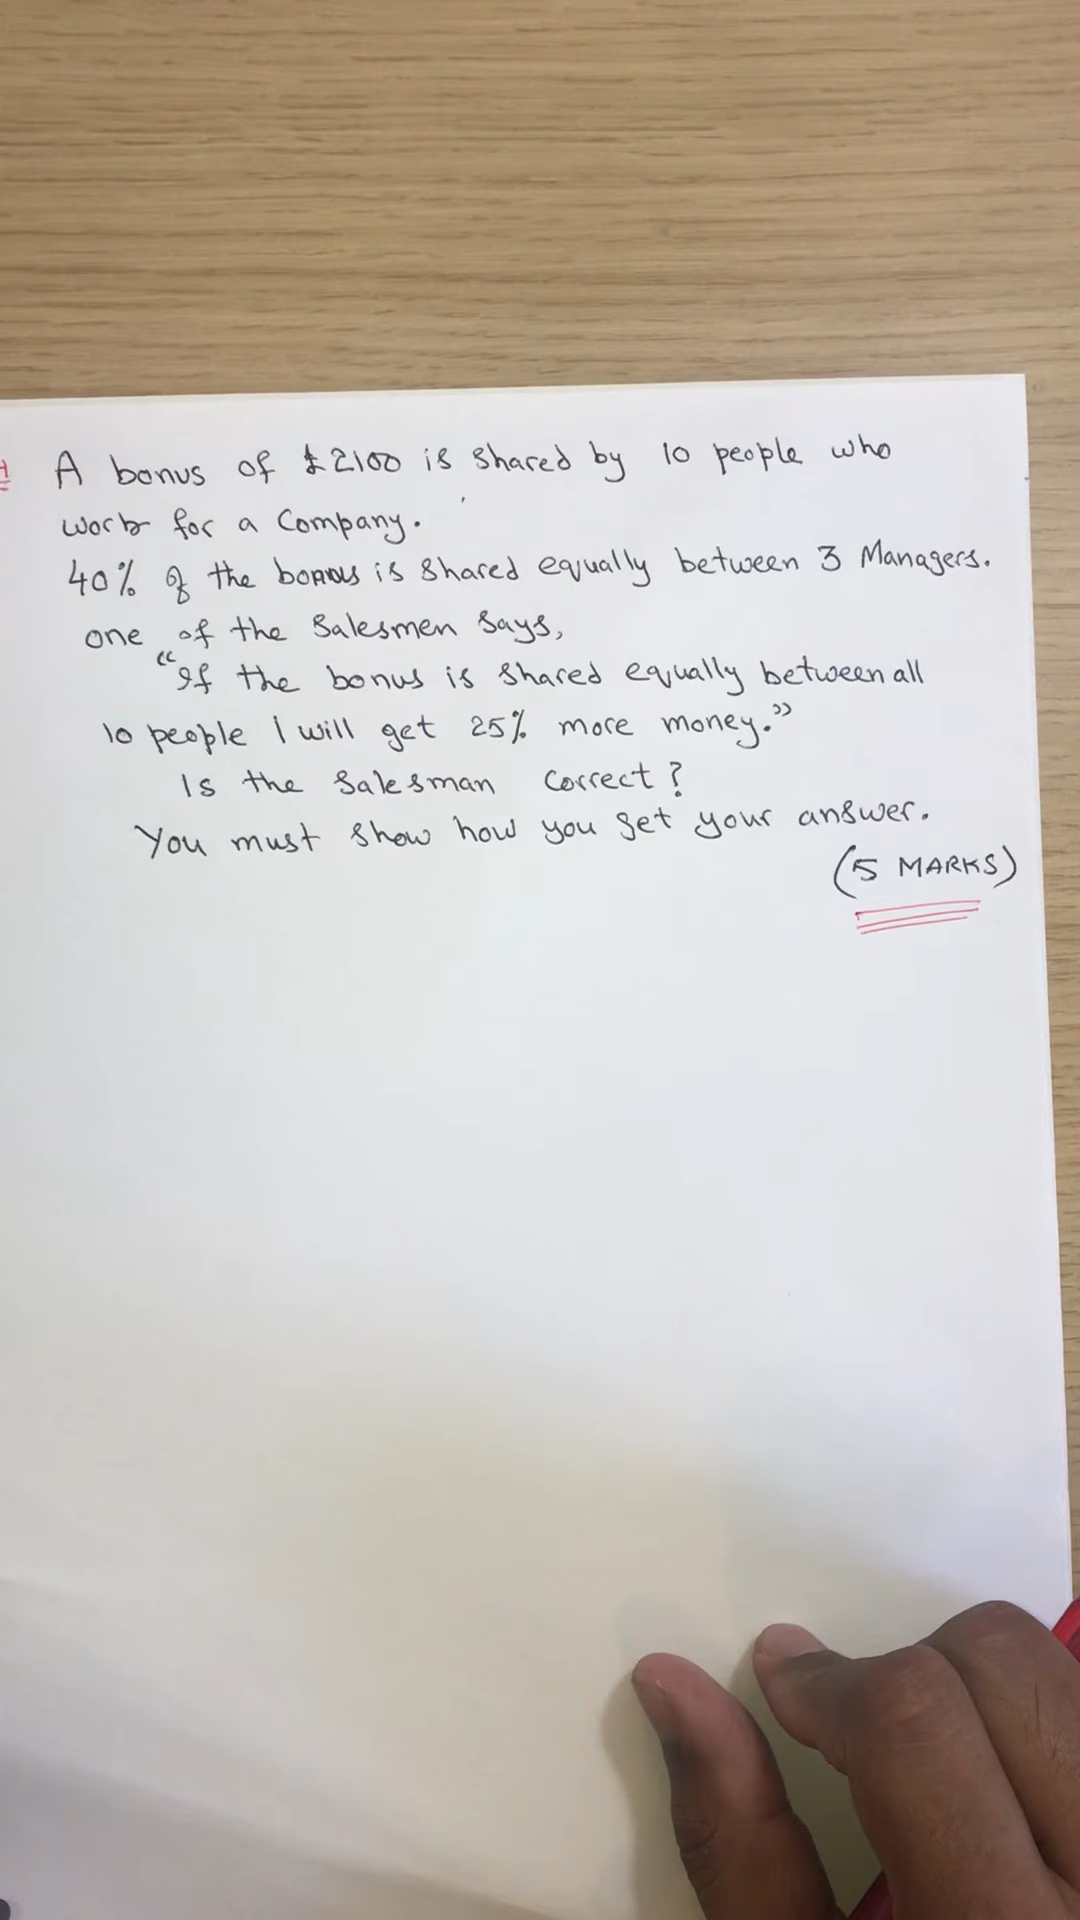 A bonus of £2100 is shared by 10 people who
work for a Company.
40% of the bonus is shared equally between 3 Managers.
one of the Salesmen says,
"If the bonus is shared equally between all
10 people I will get 25% more money."
Is the Salesman correct?
You must show how you get your answer.
(5 MARKS)